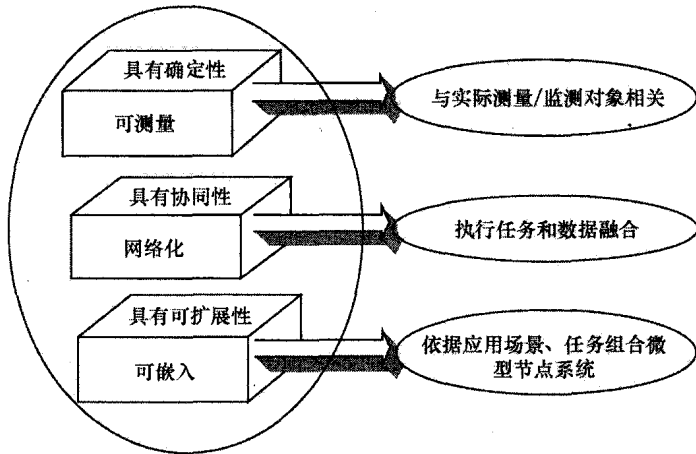 具有确定性
可测量
与实际测量/监测对象相关
具有协同性
网络化
执行任务和数据融合
具有可扩展性
可嵌入
依据应用场景、任务组合微
型节点系统